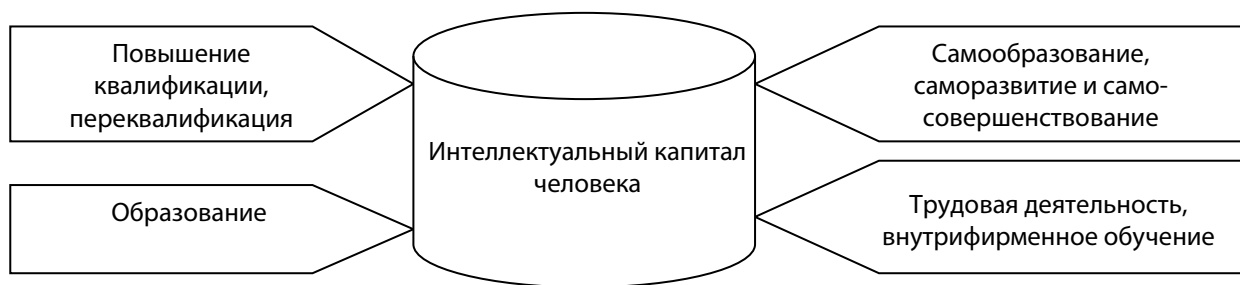 Повышение
квалификации,
переквалификация
Образование
Интеллектуальный капитал
человека
Самообразование,
саморазвитие и само-
совершенствование
Трудовая деятельность,
внутрифирменное обучение